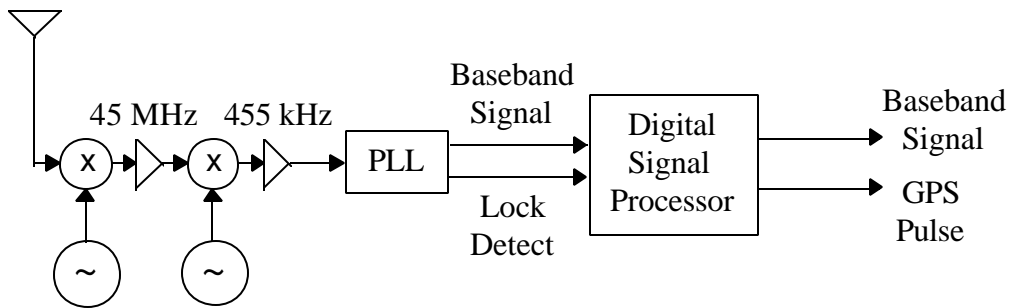 45 MHz
455 kHz
x
x
~
~
PLL
Baseband
Signal
Lock
Detect
Digital
Signal
Processor
Baseband
Signal
GPS
Pulse